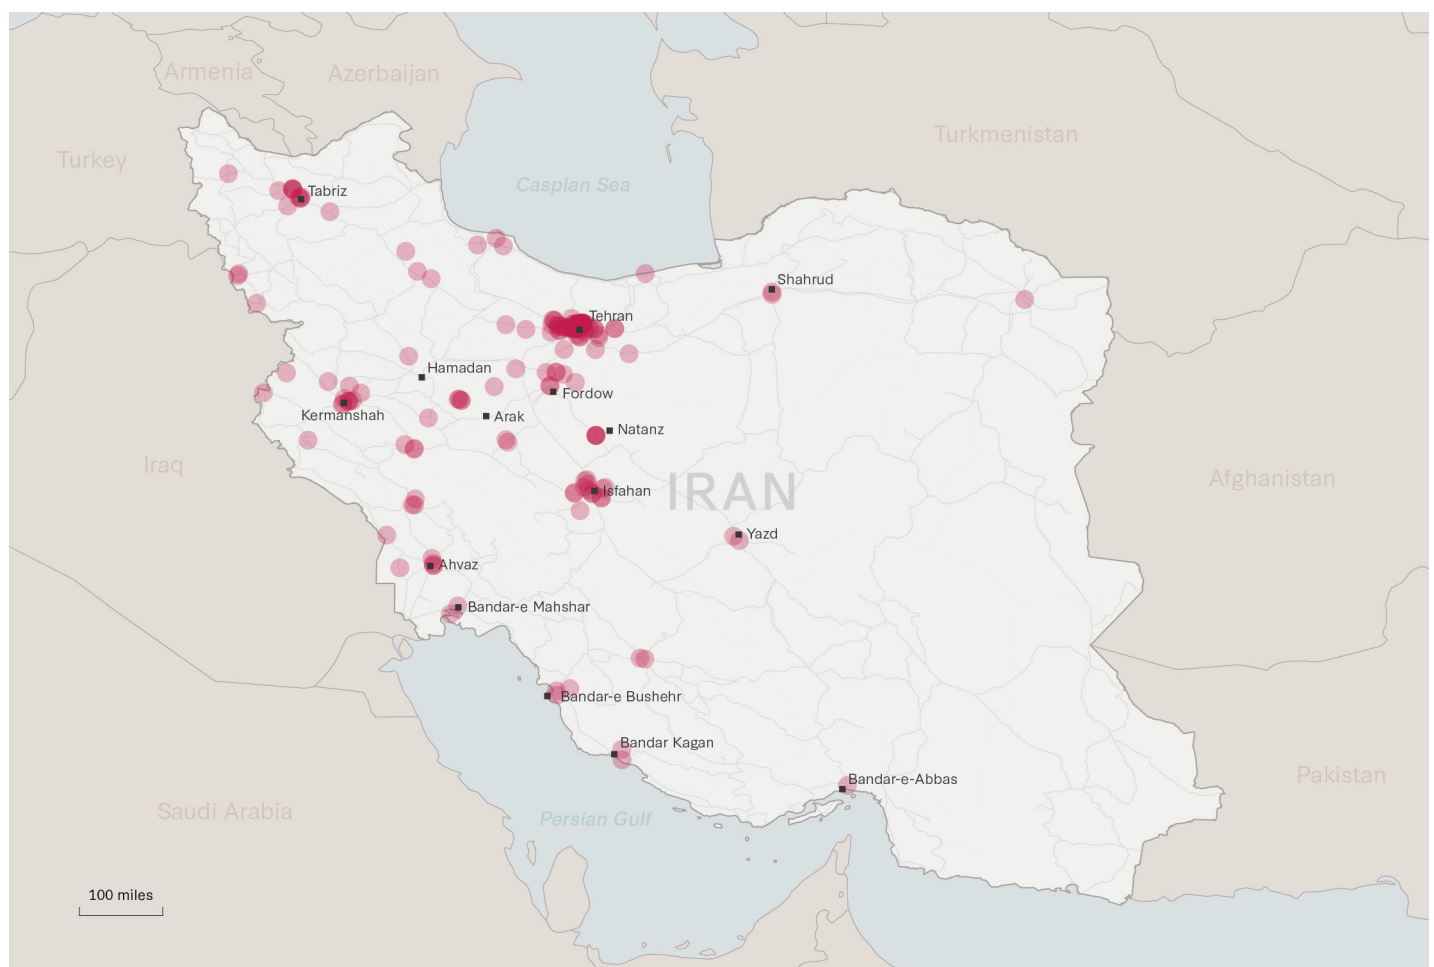 Armenia
Azerbaijan
Turkey
Turkmenistan
Caspian Sea
Tabriz
Shahrud
Tehran
Hamadan
Fordow
Kermanshah
Arak
Natanz
Iraq
Isfahan
IRAN
Afghanistan
Yazd
Ahvaz
Bandar-e Mahshar
Bandar-e Bushehr
Bandar Kagan
Bandar-e-Abbas
Pakistan
Saudi Arabia
Persian Gulf
100 miles